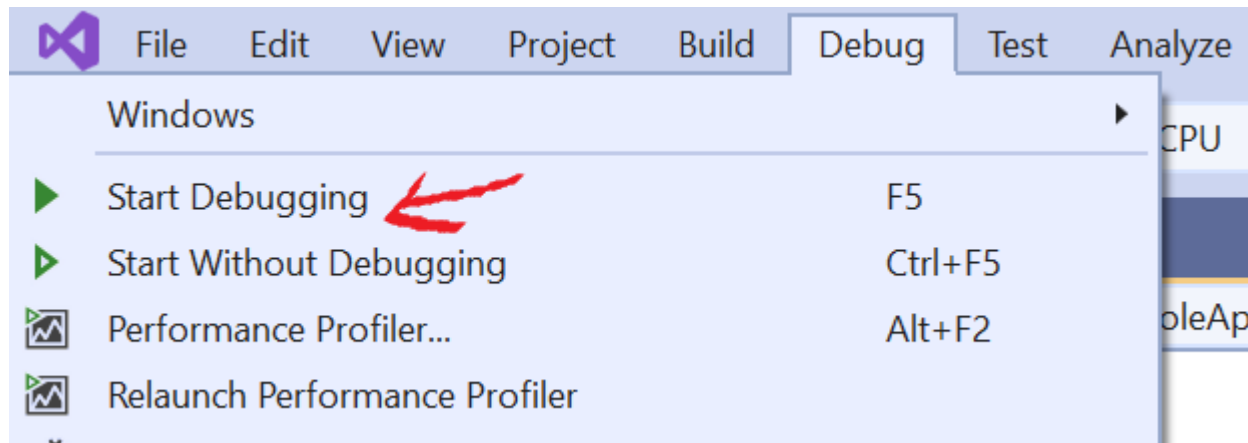 File Edit View Project Build Debug Test Analyze
Windows
CPU
Start Debugging F5
Start Without Debugging Ctrl+F5
Performance Profiler... Alt+F2
oleAp
Relaunch Performance Profiler